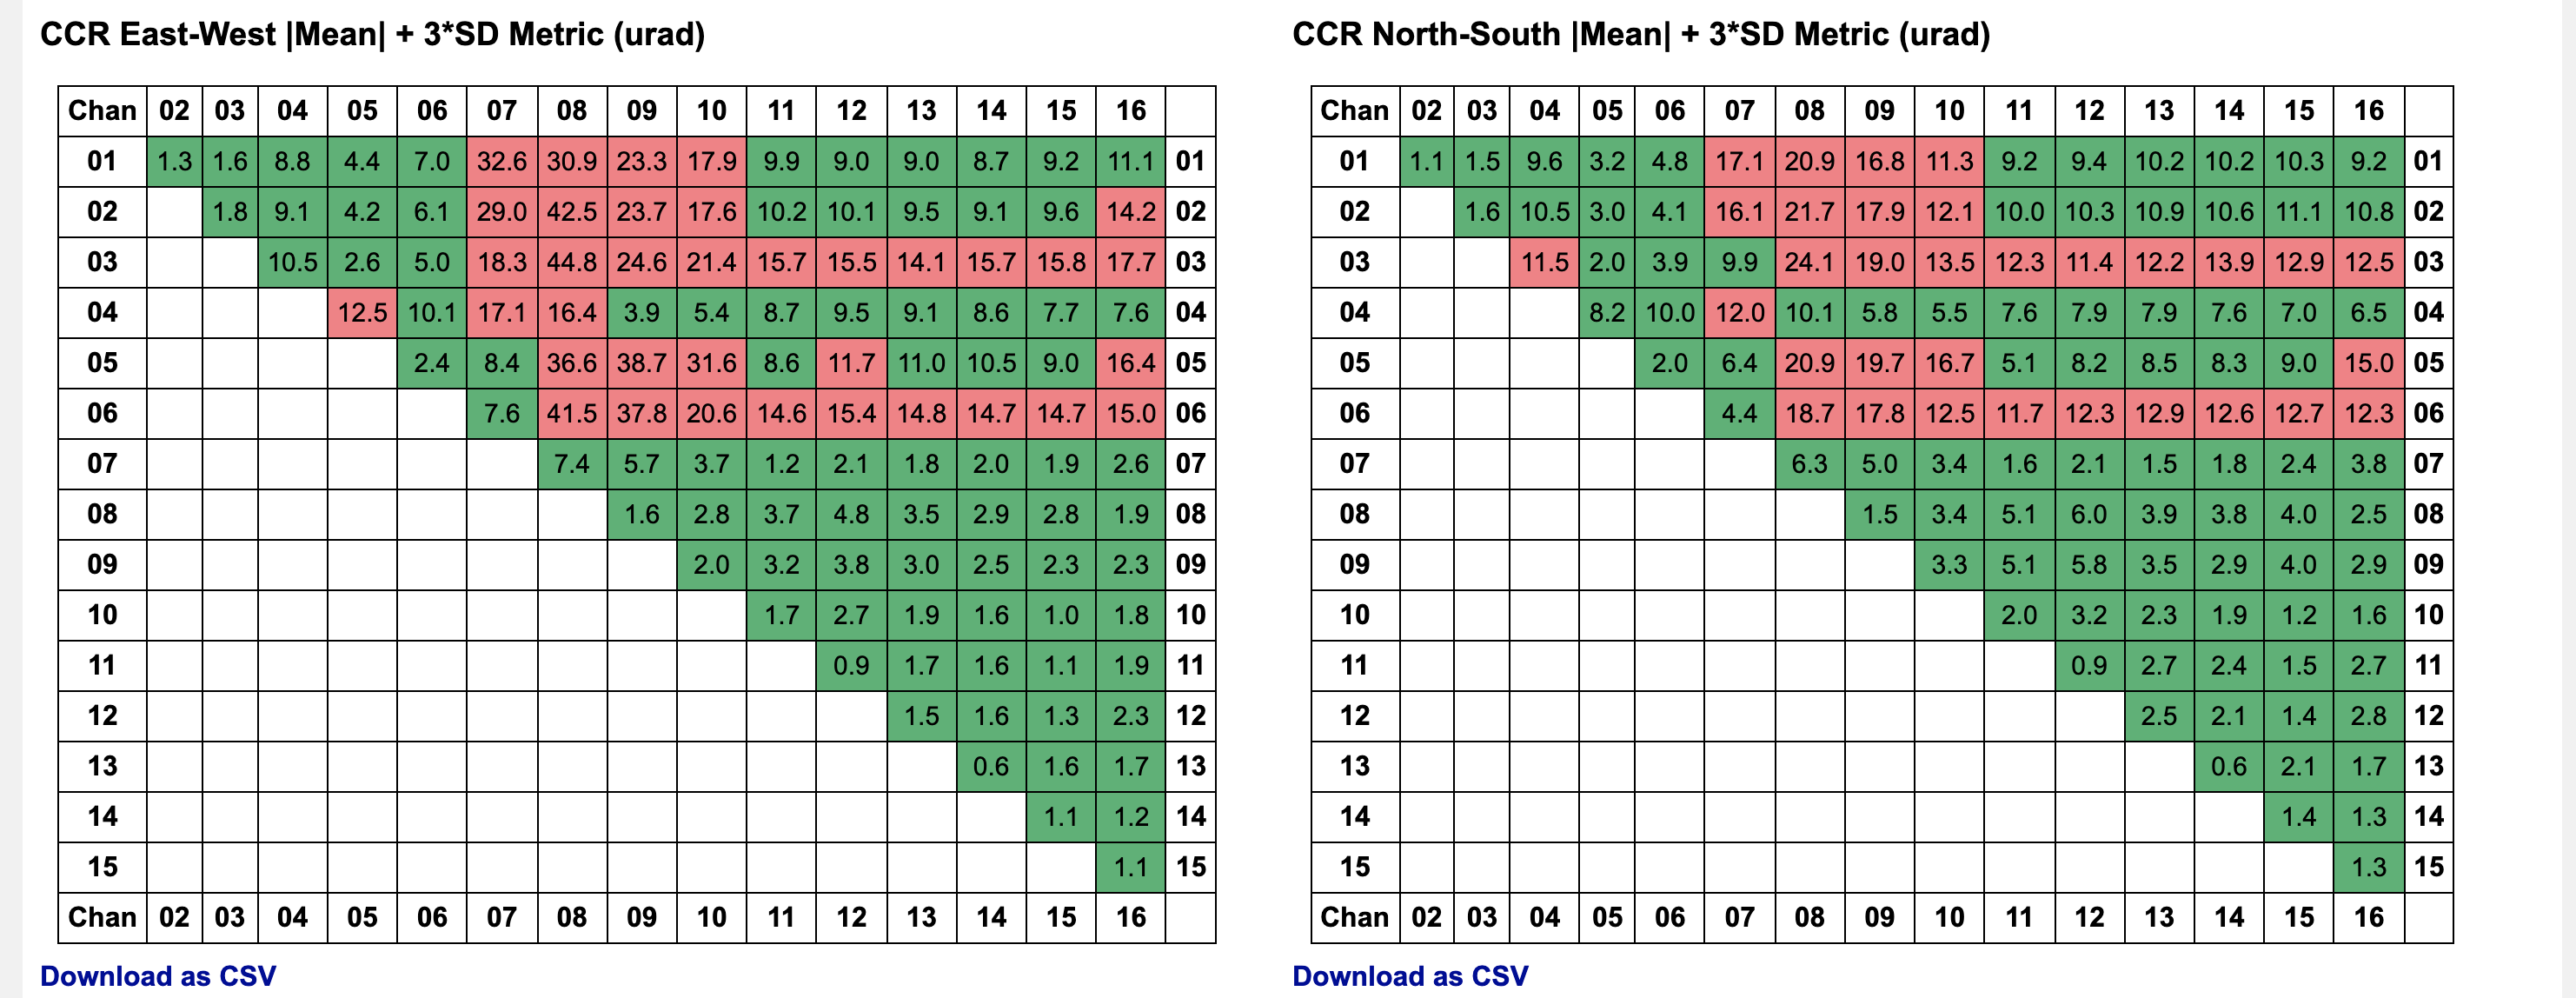 CCR East-West |Mean| + 3*SD Metric (urad)
Chan 02 03 04 05 06 07 08 09 10 11 12 13 14 15 16
01 1.3 1.6 8.8 4.4 7.0 32.6 30.9 23.3 17.9 9.9 9.0 9.0 8.7 9.2 11.1 01
02 1.8 9.1 4.2 6.1 29.0 42.5 23.7 17.6 10.2 10.1 9.5 9.1 9.6 14.2 02
03 10.5 2.6 5.0 18.3 44.8 24.6 21.4 15.7 15.5 14.1 15.7 15.8 17.7 03
04 12.5 10.1 17.1 16.4 3.9 5.4 8.7 9.5 9.1 8.6 7.7 7.6 04
05 2.4 8.4 36.6 38.7 31.6 8.6 11.7 11.0 10.5 9.0 16.4 05
06 7.6 41.5 37.8 20.6 14.6 15.4 14.8 14.7 14.7 15.0 06
07 7.4 5.7 3.7 1.2 2.1 1.8 2.0 1.9 2.6 07
08 1.6 2.8 3.7 4.8 3.5 2.9 2.8 1.9 08
09 2.0 3.2 3.8 3.0 2.5 2.3 2.3 09
10 1.7 2.7 1.9 1.6 1.0 1.8 10
11 0.9 1.7 1.6 1.1 1.9 11
12 1.5 1.6 1.3 2.3 12
13 0.6 1.6 1.7 13
14 1.1 1.2 14
15 1.1 15
Chan 02 03 04 05 06 07 08 09 10 11 12 13 14 15 16
Download as CSV
CCR North-South |Mean| + 3*SD Metric (urad)
Chan 02 03 04 05 06 07 08 09 10 11 12 13 14 15 16
01 1.1 1.5 9.6 3.2 4.8 17.1 20.9 16.8 11.3 9.2 9.4 10.2 10.2 10.3 9.2 01
02 1.6 10.5 3.0 4.1 16.1 21.7 17.9 12.1 10.0 10.3 10.9 10.6 11.1 10.8 02
03 11.5 2.0 3.9 9.9 24.1 19.0 13.5 12.3 11.4 12.2 13.9 12.9 12.5 03
04 8.2 10.0 12.0 10.1 5.8 5.5 7.6 7.9 7.9 7.6 7.0 6.5 04
05 2.0 6.4 20.9 19.7 16.7 5.1 8.2 8.5 8.3 9.0 15.0 05
06 4.4 18.7 17.8 12.5 11.7 12.3 12.9 12.6 12.7 12.3 06
07 6.3 5.0 3.4 1.6 2.1 1.5 1.8 2.4 3.8 07
08 1.5 3.4 5.1 6.0 3.9 3.8 4.0 2.5 08
09 3.3 5.1 5.8 3.5 2.9 4.0 2.9 09
10 2.0 3.2 2.3 1.9 1.2 1.6 10
11 0.9 2.7 2.4 1.5 2.7 11
12 2.5 2.1 1.4 2.8 12
13 0.6 2.1 1.7 13
14 1.4 1.3 14
15 1.3 15
Chan 02 03 04 05 06 07 08 09 10 11 12 13 14 15 16
Download as CSV